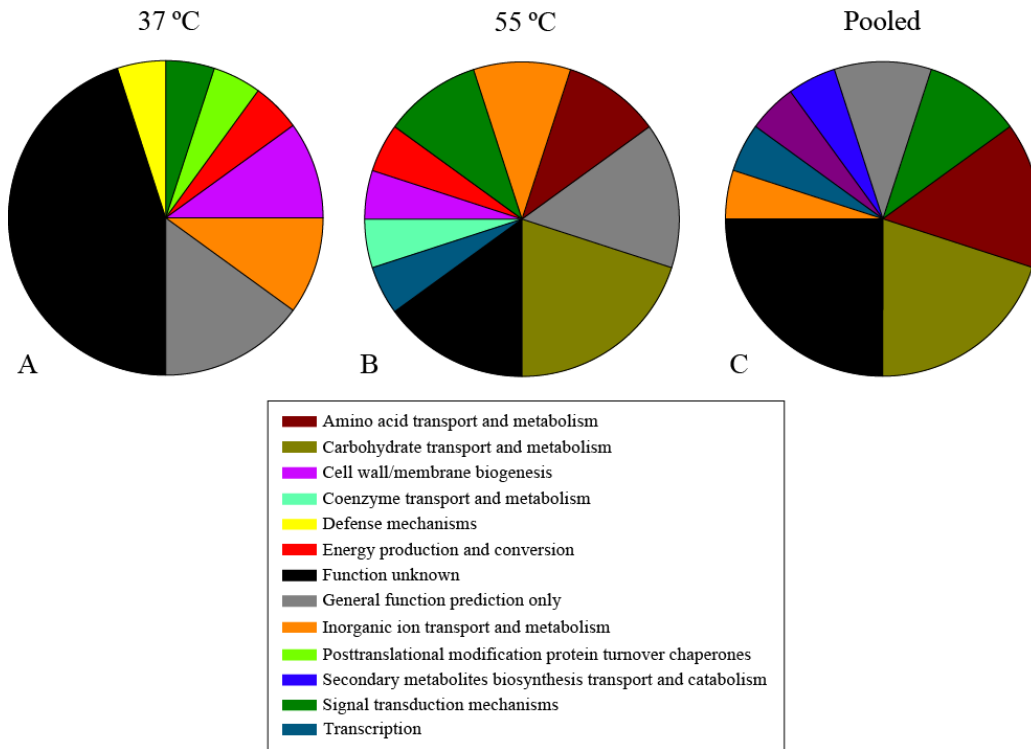 37 ºC
55 ºC
Pooled
A
B
C
Amino acid transport and metabolism
Carbohydrate transport and metabolism
Cell wall/membrane biogenesis
Coenzyme transport and metabolism
Defense mechanisms
Energy production and conversion
Function unknown
General function prediction only
Inorganic ion transport and metabolism
Posttranslational modification protein turnover chaperones
Secondary metabolites biosynthesis transport and catabolism
Signal transduction mechanisms
Transcription